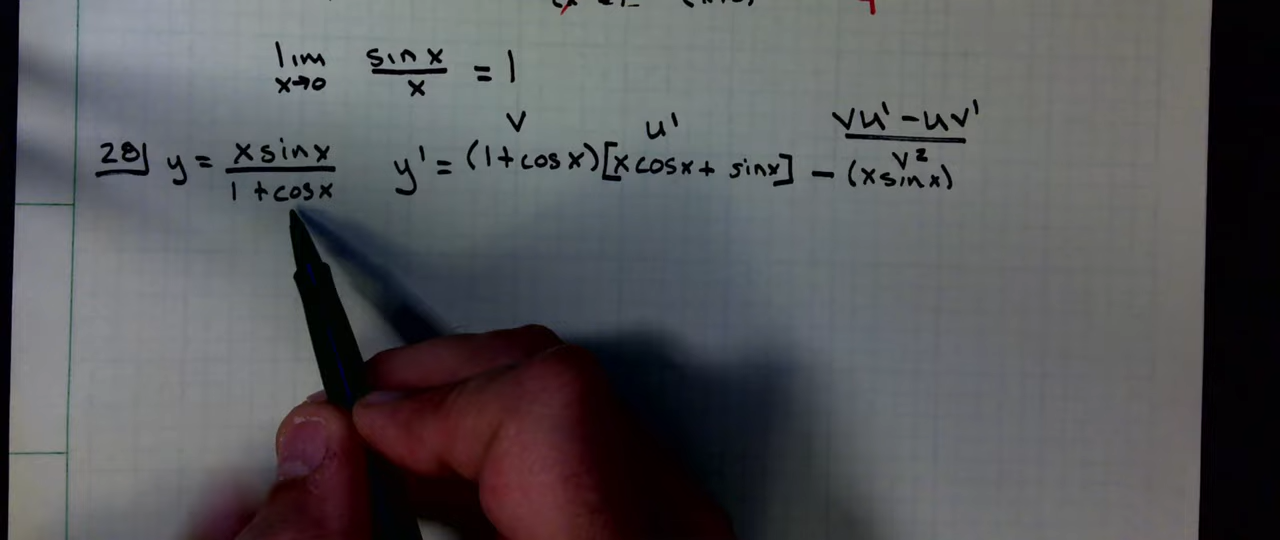 lim x→0 sin x / x = 1
v u' vu' - uv' / v²
28) y = x sin x / 1 + cos x y' = (1 + cos x)[x cos x + sin x] - (x sin x)